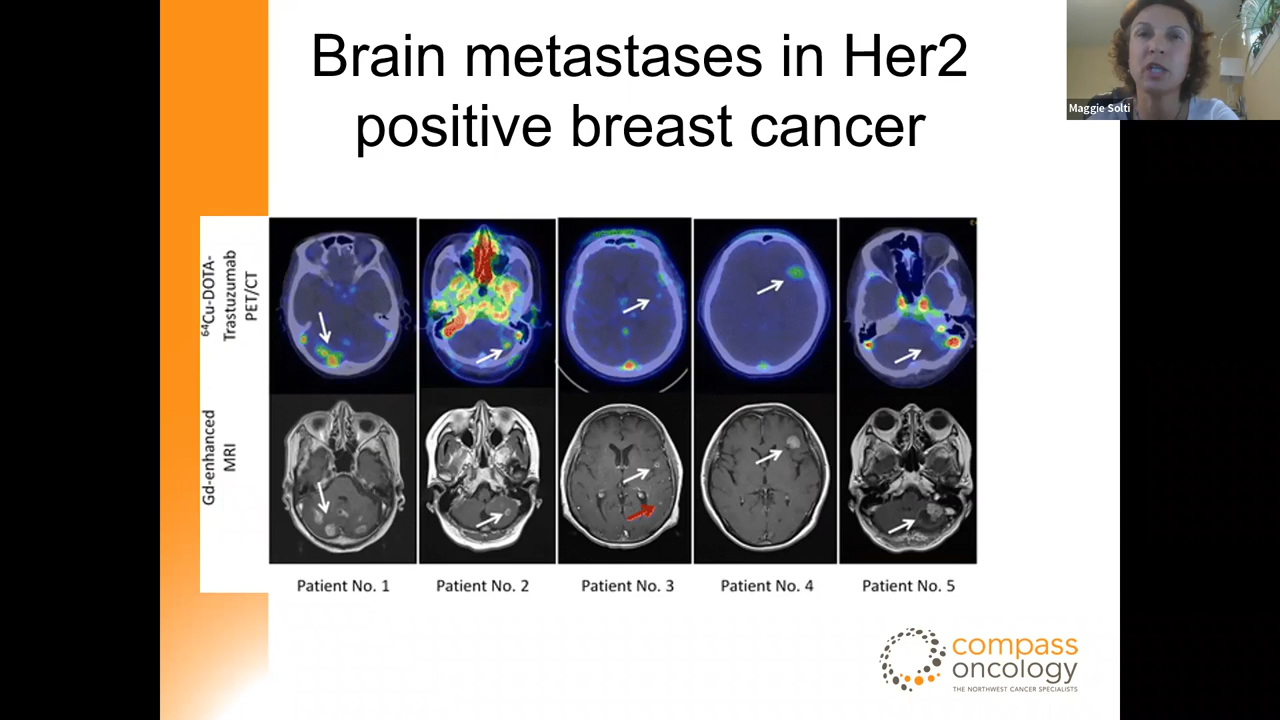 Brain metastases in Her2
positive breast cancer
Maggie Solti
⁶⁴Cu-DOTA-
Trastuzumab
PET/CT
Gd-enhanced
MRI
Patient No. 1
Patient No. 2
Patient No. 3
Patient No. 4
Patient No. 5
compass
oncology
THE NORTHWEST CANCER SPECIALISTS